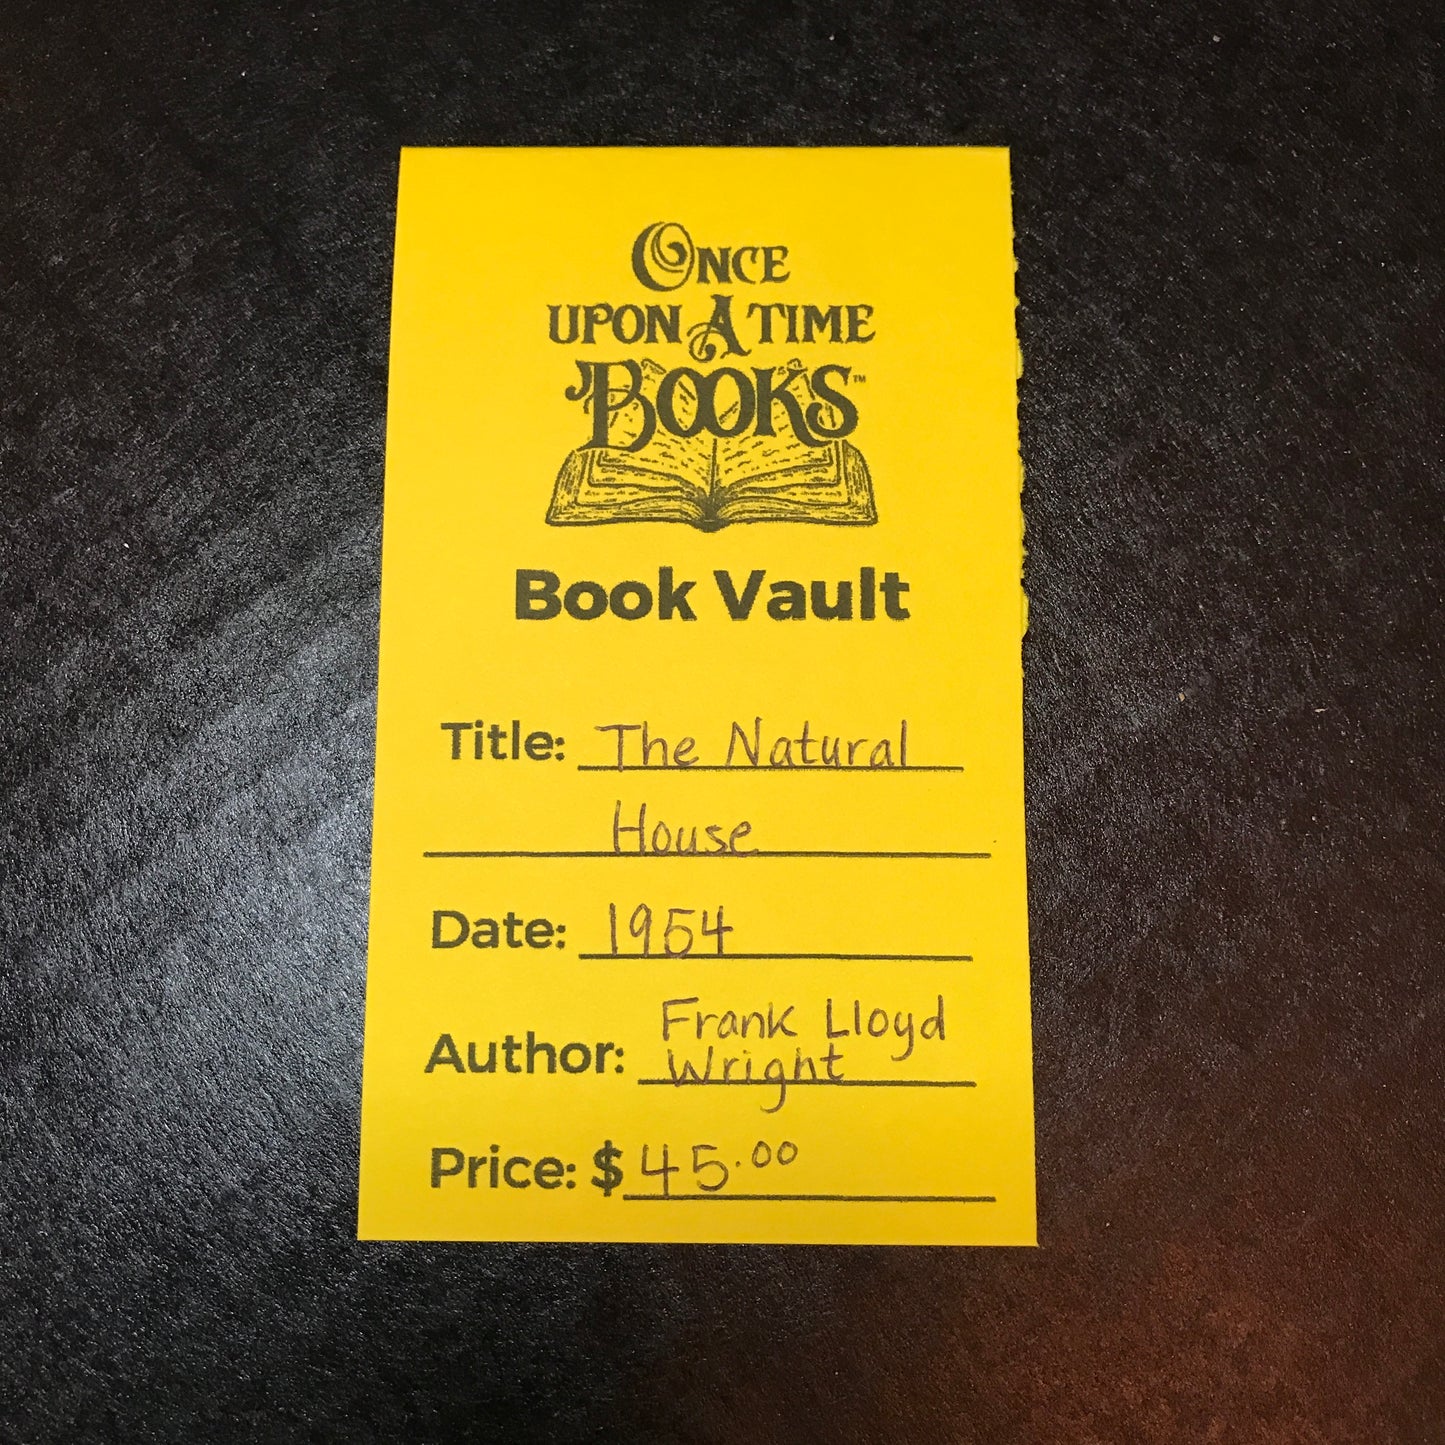 ONCE
UPON A TIME
BOOKS™
Book Vault
Title: The Natural
House
Date: 1954
Frank Lloyd
Author: Wright
Price: $45.00